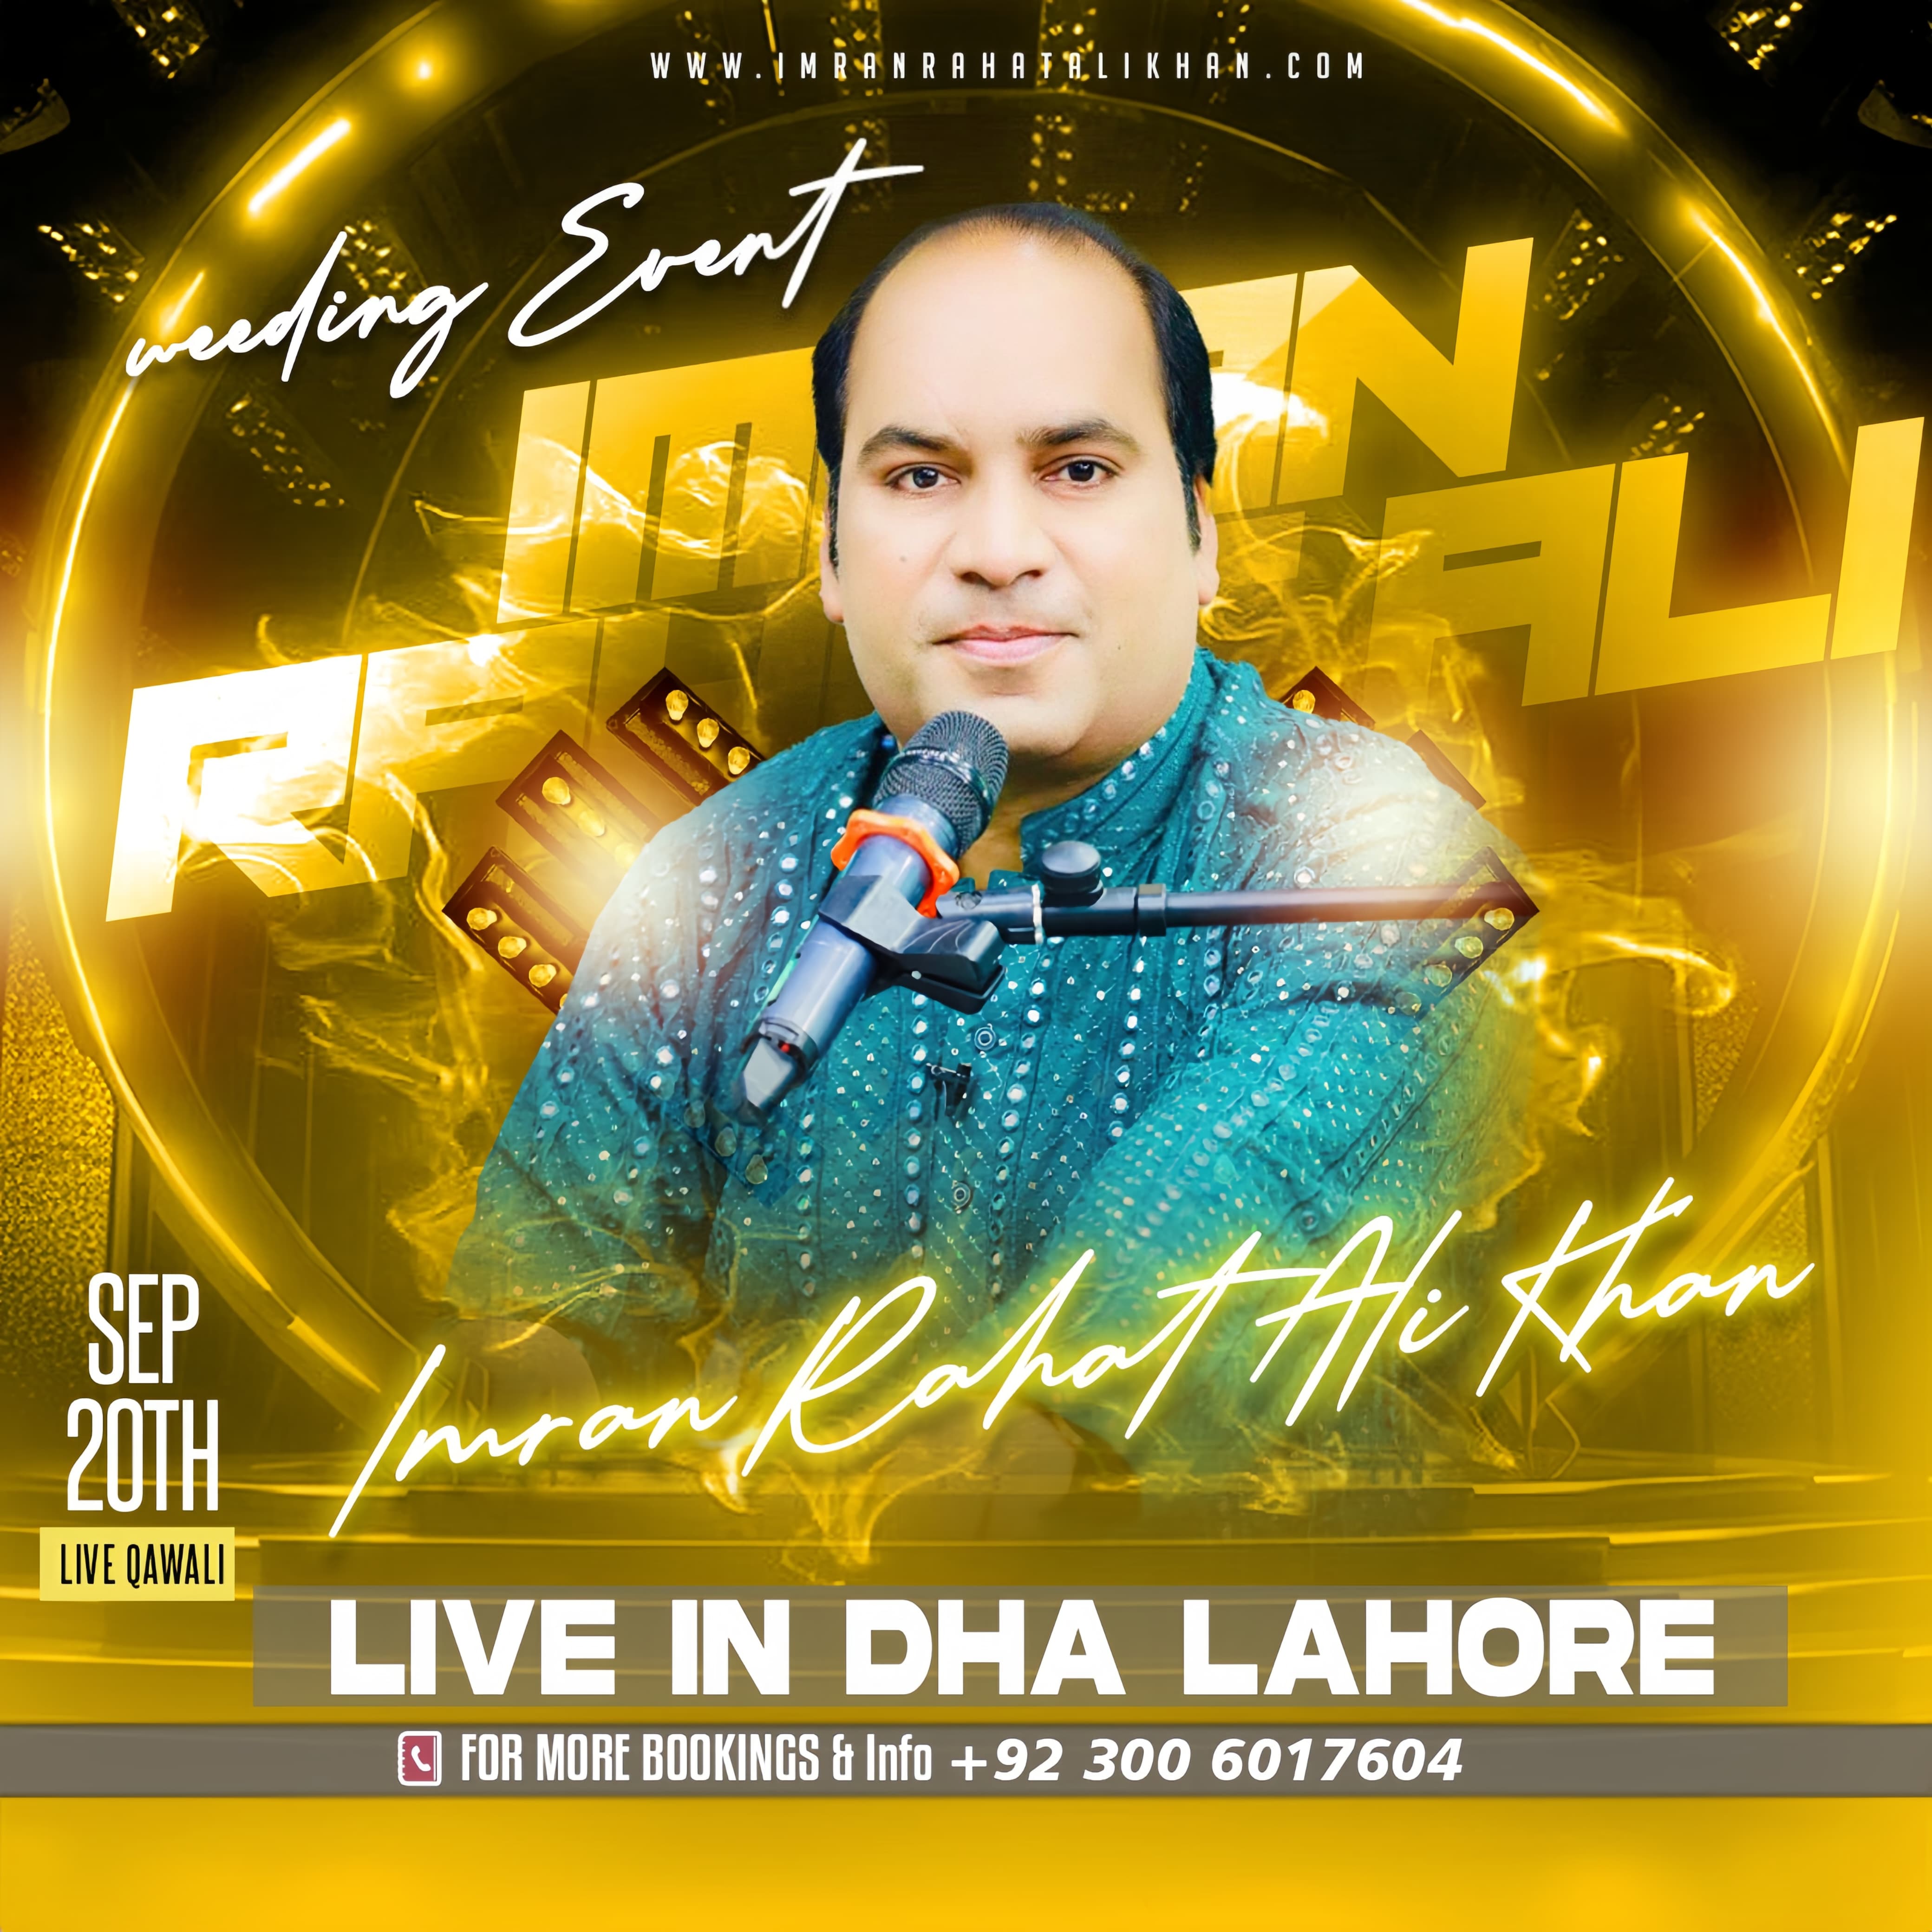 WWW.IMRANRAHATALIKHAN.COM
weeding Event
ALI
Imran Rahat Ali Khan
SEP
20TH
LIVE QAWALI
LIVE IN DHA LAHORE
FOR MORE BOOKINGS & Info +92 300 6017604